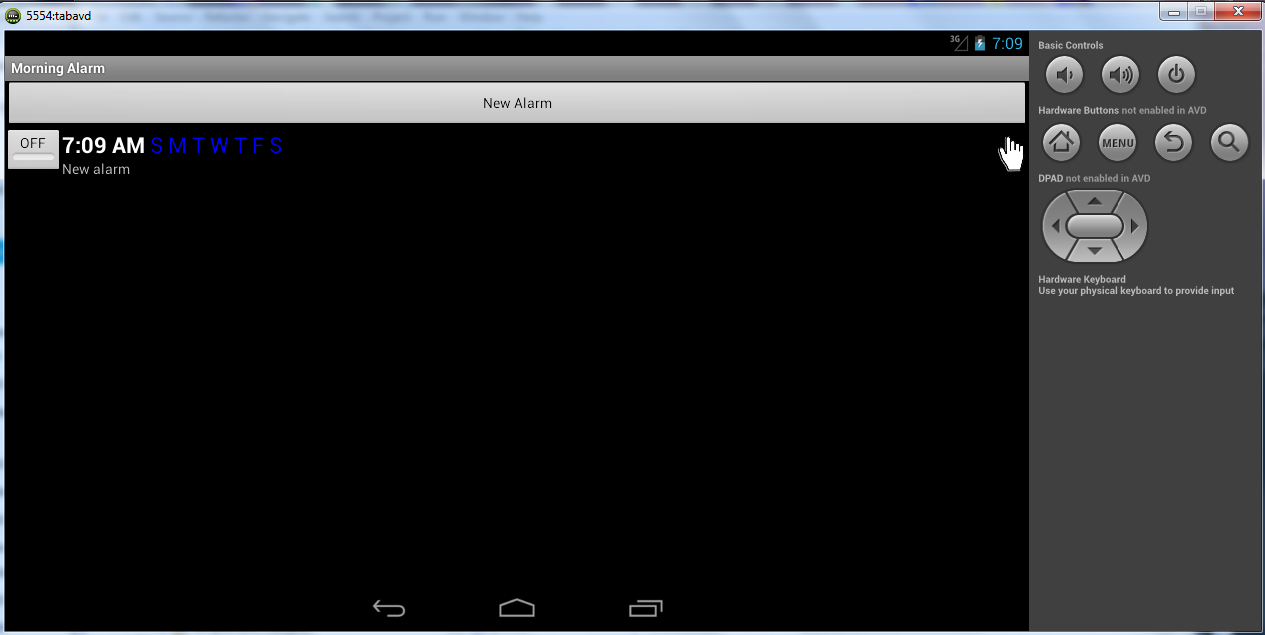 5554:tabavd
3G 7:09
Morning Alarm
New Alarm
OFF 7:09 AM S M T W T F S
New alarm
Basic Controls
Hardware Buttons not enabled in AVD
MENU
DPAD not enabled in AVD
Hardware Keyboard
Use your physical keyboard to provide input